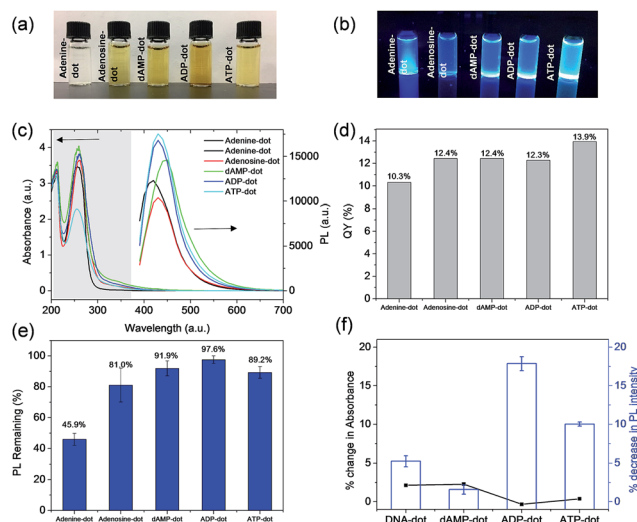 (a)
Adenine-
dot
Adenosine-
dot
dAMP-dot
ADP-dot
ATP-dot
(b)
Adenine-
dot
Adenosine-
dot
dAMP-dot
ADP-dot
ATP-dot
(c)
Absorbance (a.u.)
4
3
2
1
0
Adenine-dot
Adenine-dot
Adenosine-dot
dAMP-dot
ADP-dot
ATP-dot
15000
10000
5000
0
PL (a.u.)
200 300 400 500 600 700
Wavelength (a.u.)
(d)
QY (%)
14
12
10
8
6
4
2
0
10.3%
12.4%
12.4%
12.3%
13.9%
Adenine-dot Adenosine-dot dAMP-dot ADP-dot ATP-dot
(e)
PL Remaining (%)
100
80
60
40
20
0
45.9%
81.0%
91.9%
97.6%
89.2%
Adenine-dot Adenosine-dot dAMP-dot ADP-dot ATP-dot
(f)
% change in Absorbance
20
15
10
5
0
20
15
10
5
0
% decrease in PL intensity
DNA-dot dAMP-dot ADP-dot ATP-dot